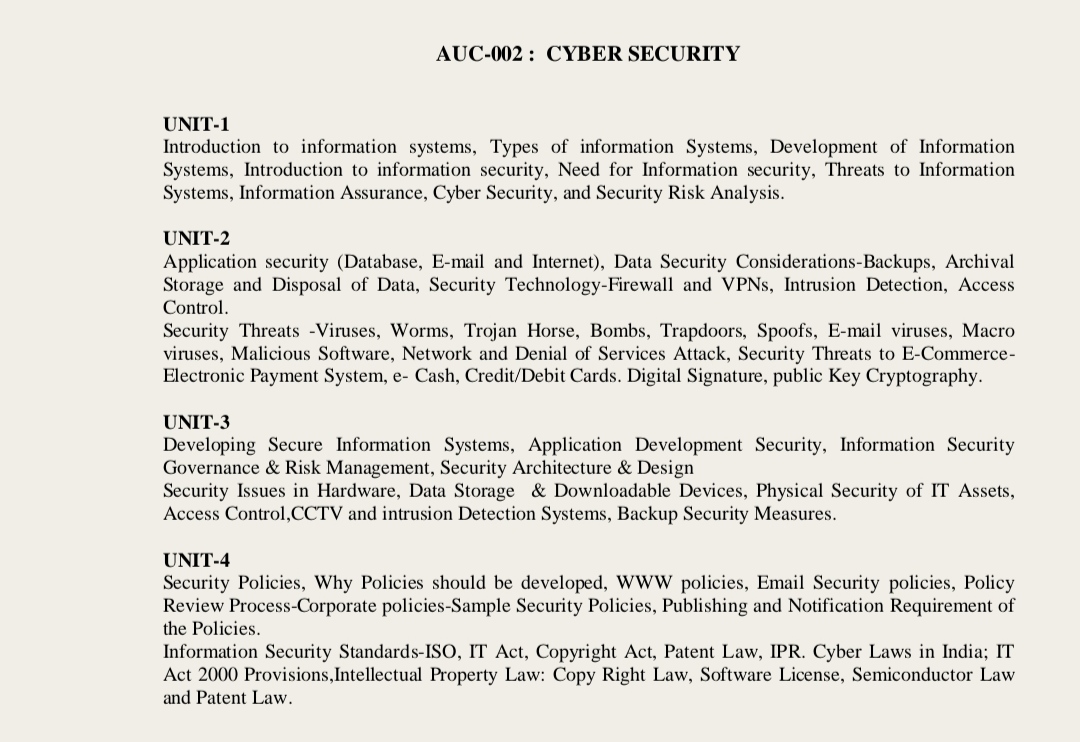 AUC-002 : CYBER SECURITY
UNIT-1
Introduction to information systems, Types of information Systems, Development of Information
Systems, Introduction to information security, Need for Information security, Threats to Information
Systems, Information Assurance, Cyber Security, and Security Risk Analysis.
UNIT-2
Application security (Database, E-mail and Internet), Data Security Considerations-Backups, Archival
Storage and Disposal of Data, Security Technology-Firewall and VPNs, Intrusion Detection, Access
Control.
Security Threats -Viruses, Worms, Trojan Horse, Bombs, Trapdoors, Spoofs, E-mail viruses, Macro
viruses, Malicious Software, Network and Denial of Services Attack, Security Threats to E-Commerce-
Electronic Payment System, e- Cash, Credit/Debit Cards. Digital Signature, public Key Cryptography.
UNIT-3
Developing Secure Information Systems, Application Development Security, Information Security
Governance & Risk Management, Security Architecture & Design
Security Issues in Hardware, Data Storage & Downloadable Devices, Physical Security of IT Assets,
Access Control,CCTV and intrusion Detection Systems, Backup Security Measures.
UNIT-4
Security Policies, Why Policies should be developed, WWW policies, Email Security policies, Policy
Review Process-Corporate policies-Sample Security Policies, Publishing and Notification Requirement of
the Policies.
Information Security Standards-ISO, IT Act, Copyright Act, Patent Law, IPR. Cyber Laws in India; IT
Act 2000 Provisions,Intellectual Property Law: Copy Right Law, Software License, Semiconductor Law
and Patent Law.